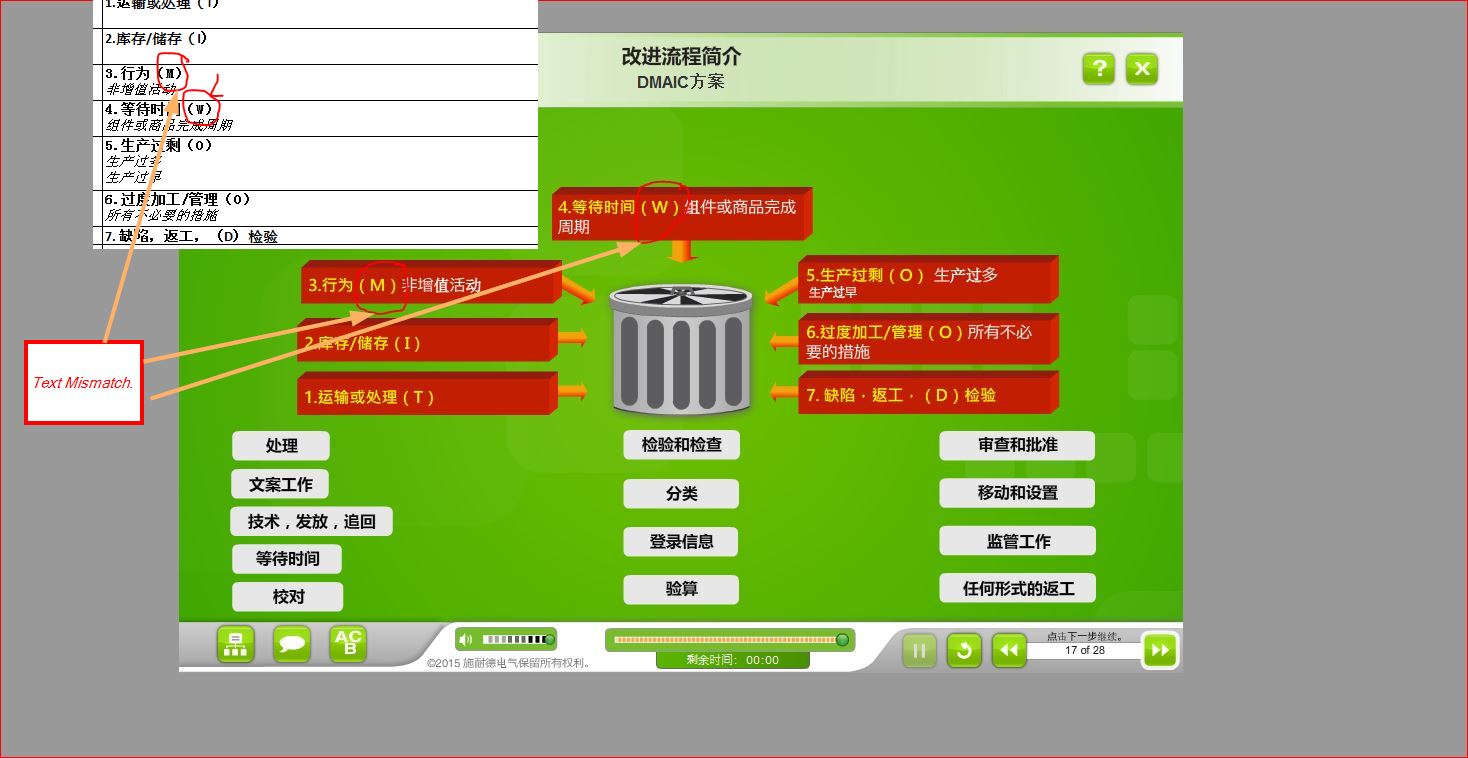 1.运输或处理（T）
2.库存/储存（I）
3.行为（M）
非增值活动
4.等待时间（W）
组件或商品完成周期
5.生产过剩（O）
生产过多
生产过早
6.过度加工/管理（O）
所有不必要的措施
7.缺陷，返工，（D）检验
Text Mismatch.
改进流程简介
DMAIC方案
?
X
4.等待时间（W）组件或商品完成
周期
3.行为（M）非增值活动
2.库存/储存（I）
1.运输或处理（T）
5.生产过剩（O） 生产过多
生产过早
6.过度加工/管理（O）所有不必
要的措施
7. 缺陷，返工，（D）检验
处理
文案工作
技术，发放，追回
等待时间
校对
检验和检查
分类
登录信息
验算
审查和批准
移动和设置
监管工作
任何形式的返工
AC
B
©2015 施耐德电气保留所有权利。
剩余时间: 00:00
点击下一步继续。
17 of 28